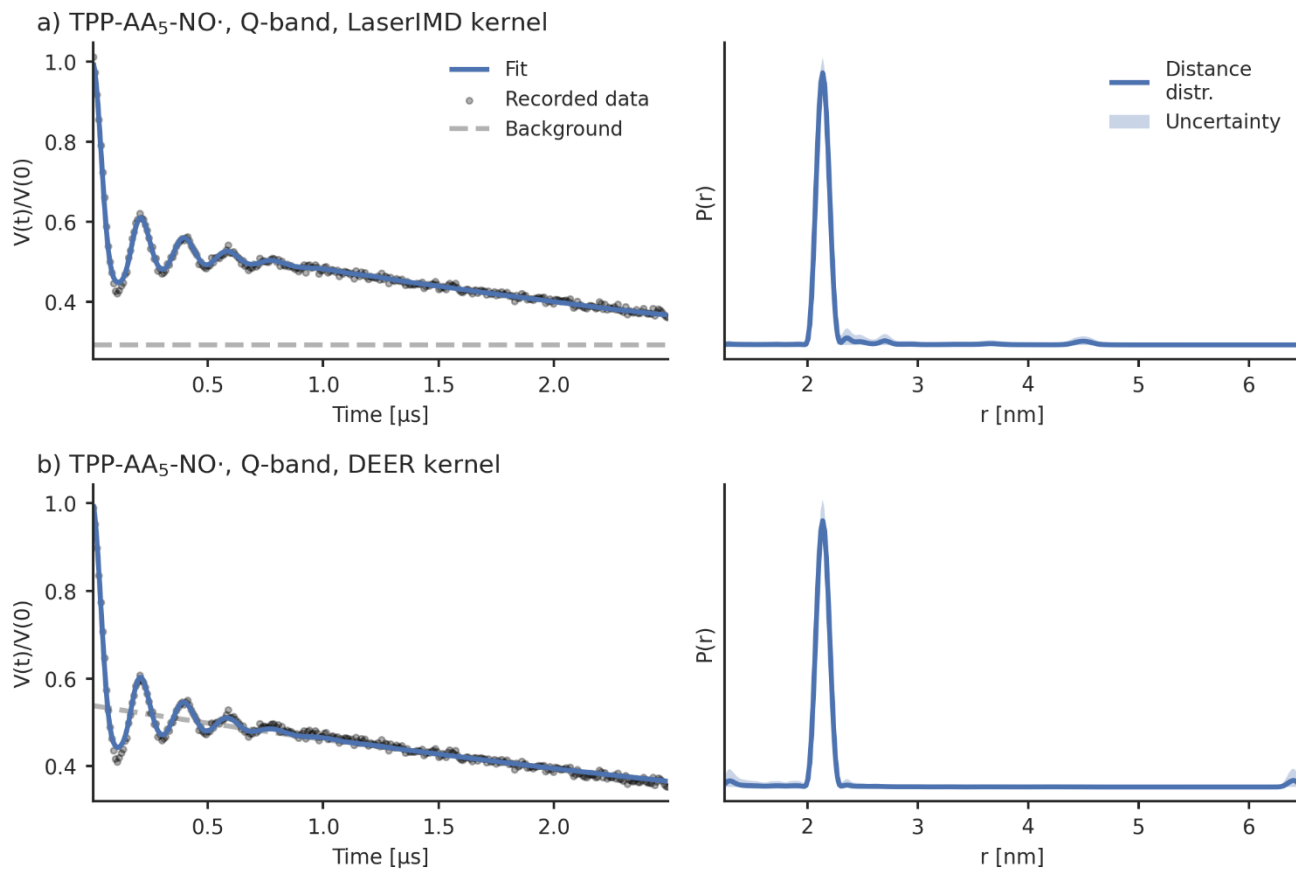 a) TPP-AA₅-NO·, Q-band, LaserIMD kernel
1.0
0.8
0.6
0.4
V(t)/V(0)
Fit
Recorded data
Background
0.5 1.0 1.5 2.0
Time [µs]
P(r)
Distance
distr.
Uncertainty
2 3 4 5 6
r [nm]
b) TPP-AA₅-NO·, Q-band, DEER kernel
1.0
0.8
0.6
0.4
V(t)/V(0)
0.5 1.0 1.5 2.0
Time [µs]
P(r)
2 3 4 5 6
r [nm]